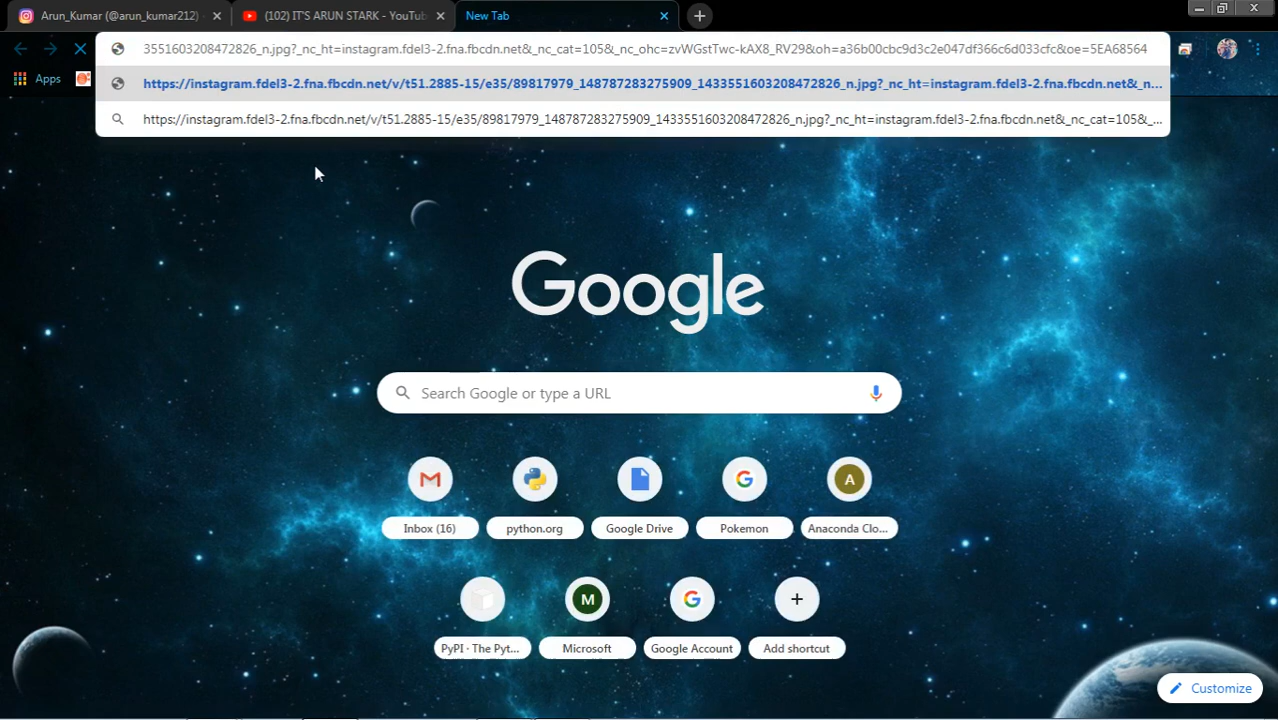 Arun_Kumar (@arun_kumar212)
(102) IT'S ARUN STARK - YouTub
New Tab
3551603208472826_n.jpg?_nc_ht=instagram.fdel3-2.fna.fbcdn.net&_nc_cat=105&_nc_ohc=zvWGstTwc-kAX8_RV29&oh=a36b00cbc9d3c2e047df366c6d033cfc&oe=5EA68564
Apps
https://instagram.fdel3-2.fna.fbcdn.net/v/t51.2885-15/e35/89817979_148787283275909_1433551603208472826_n.jpg?_nc_ht=instagram.fdel3-2.fna.fbcdn.net&_n...
https://instagram.fdel3-2.fna.fbcdn.net/v/t51.2885-15/e35/89817979_148787283275909_1433551603208472826_n.jpg?_nc_ht=instagram.fdel3-2.fna.fbcdn.net&_nc_cat=105&_...
Google
Search Google or type a URL
A
Inbox (16)
python.org
Google Drive
Pokemon
Anaconda Clo...
M
PyPI · The Pyt...
Microsoft
Google Account
Add shortcut
Customize